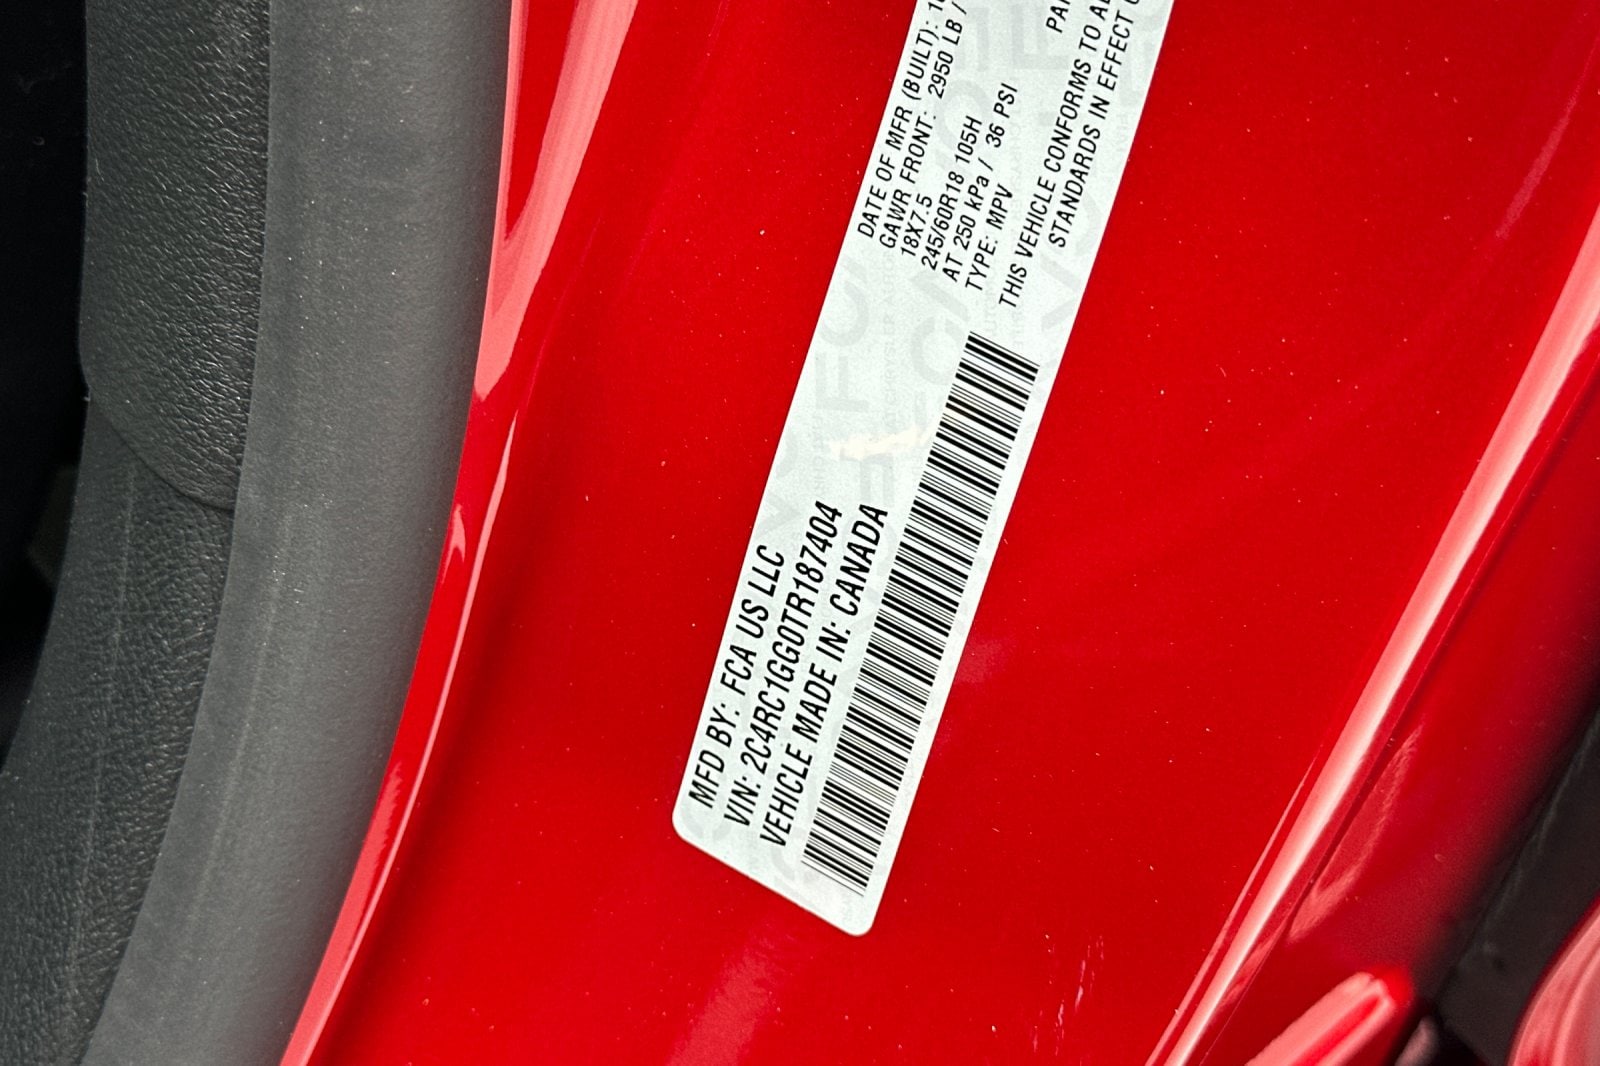 MFD BY: FCA US LLC
VIN: 2C4RC1GG0TR187404
VEHICLE MADE IN: CANADA
DATE OF MFR (BUILT):
GAWR FRONT: 2950 LB /
18X7.5
245/60R18 105H
AT 250 kPa / 36 PSI
TYPE: MPV
THIS VEHICLE CONFORMS TO
STANDARDS IN EFFECT